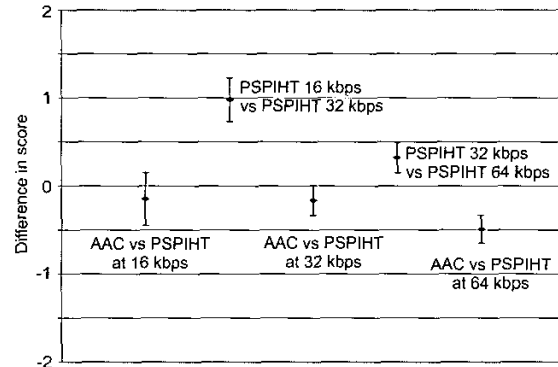 2
PSPIHT 16 kbps
vs PSPIHT 32 kbps
1
PSPIHT 32 kbps
vs PSPIHT 64 kbps
Difference in score
0
AAC vs PSPIHT
at 16 kbps
AAC vs PSPIHT
at 32 kbps
AAC vs PSPIHT
at 64 kbps
-1
-2